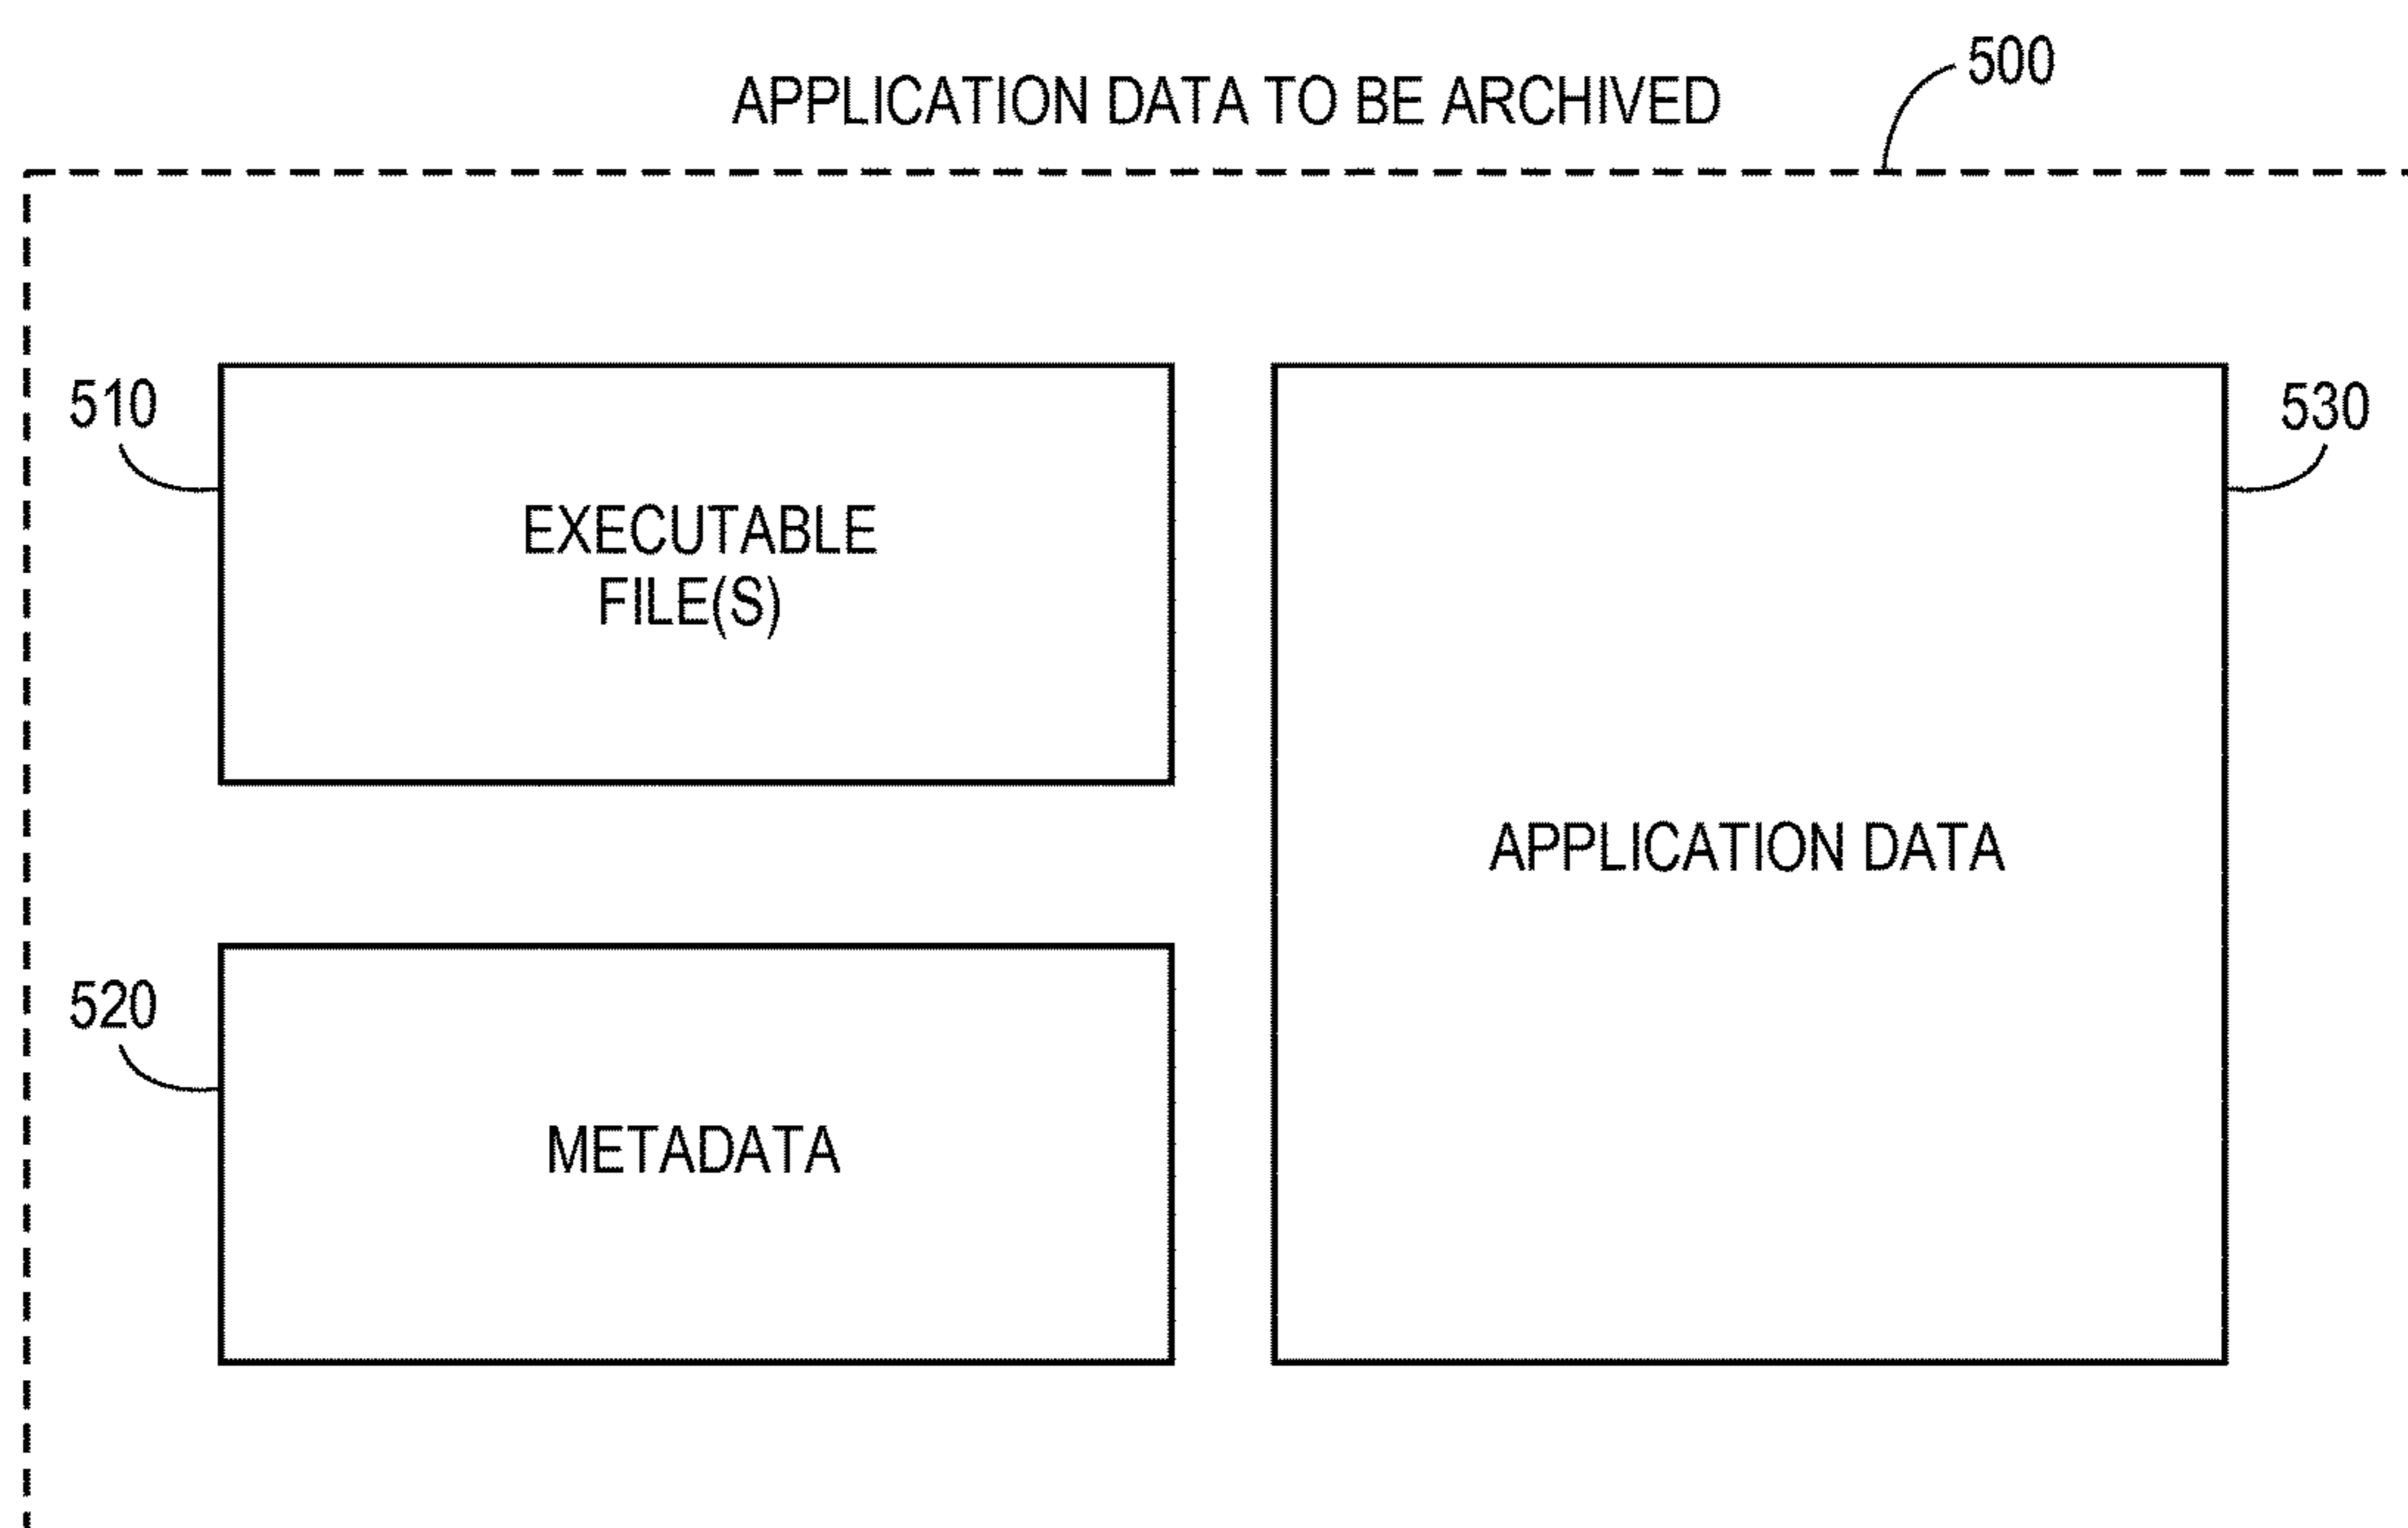 500
APPLICATION DATA TO BE ARCHIVED
510
530
EXECUTABLE
FILE(S)
APPLICATION DATA
520
METADATA